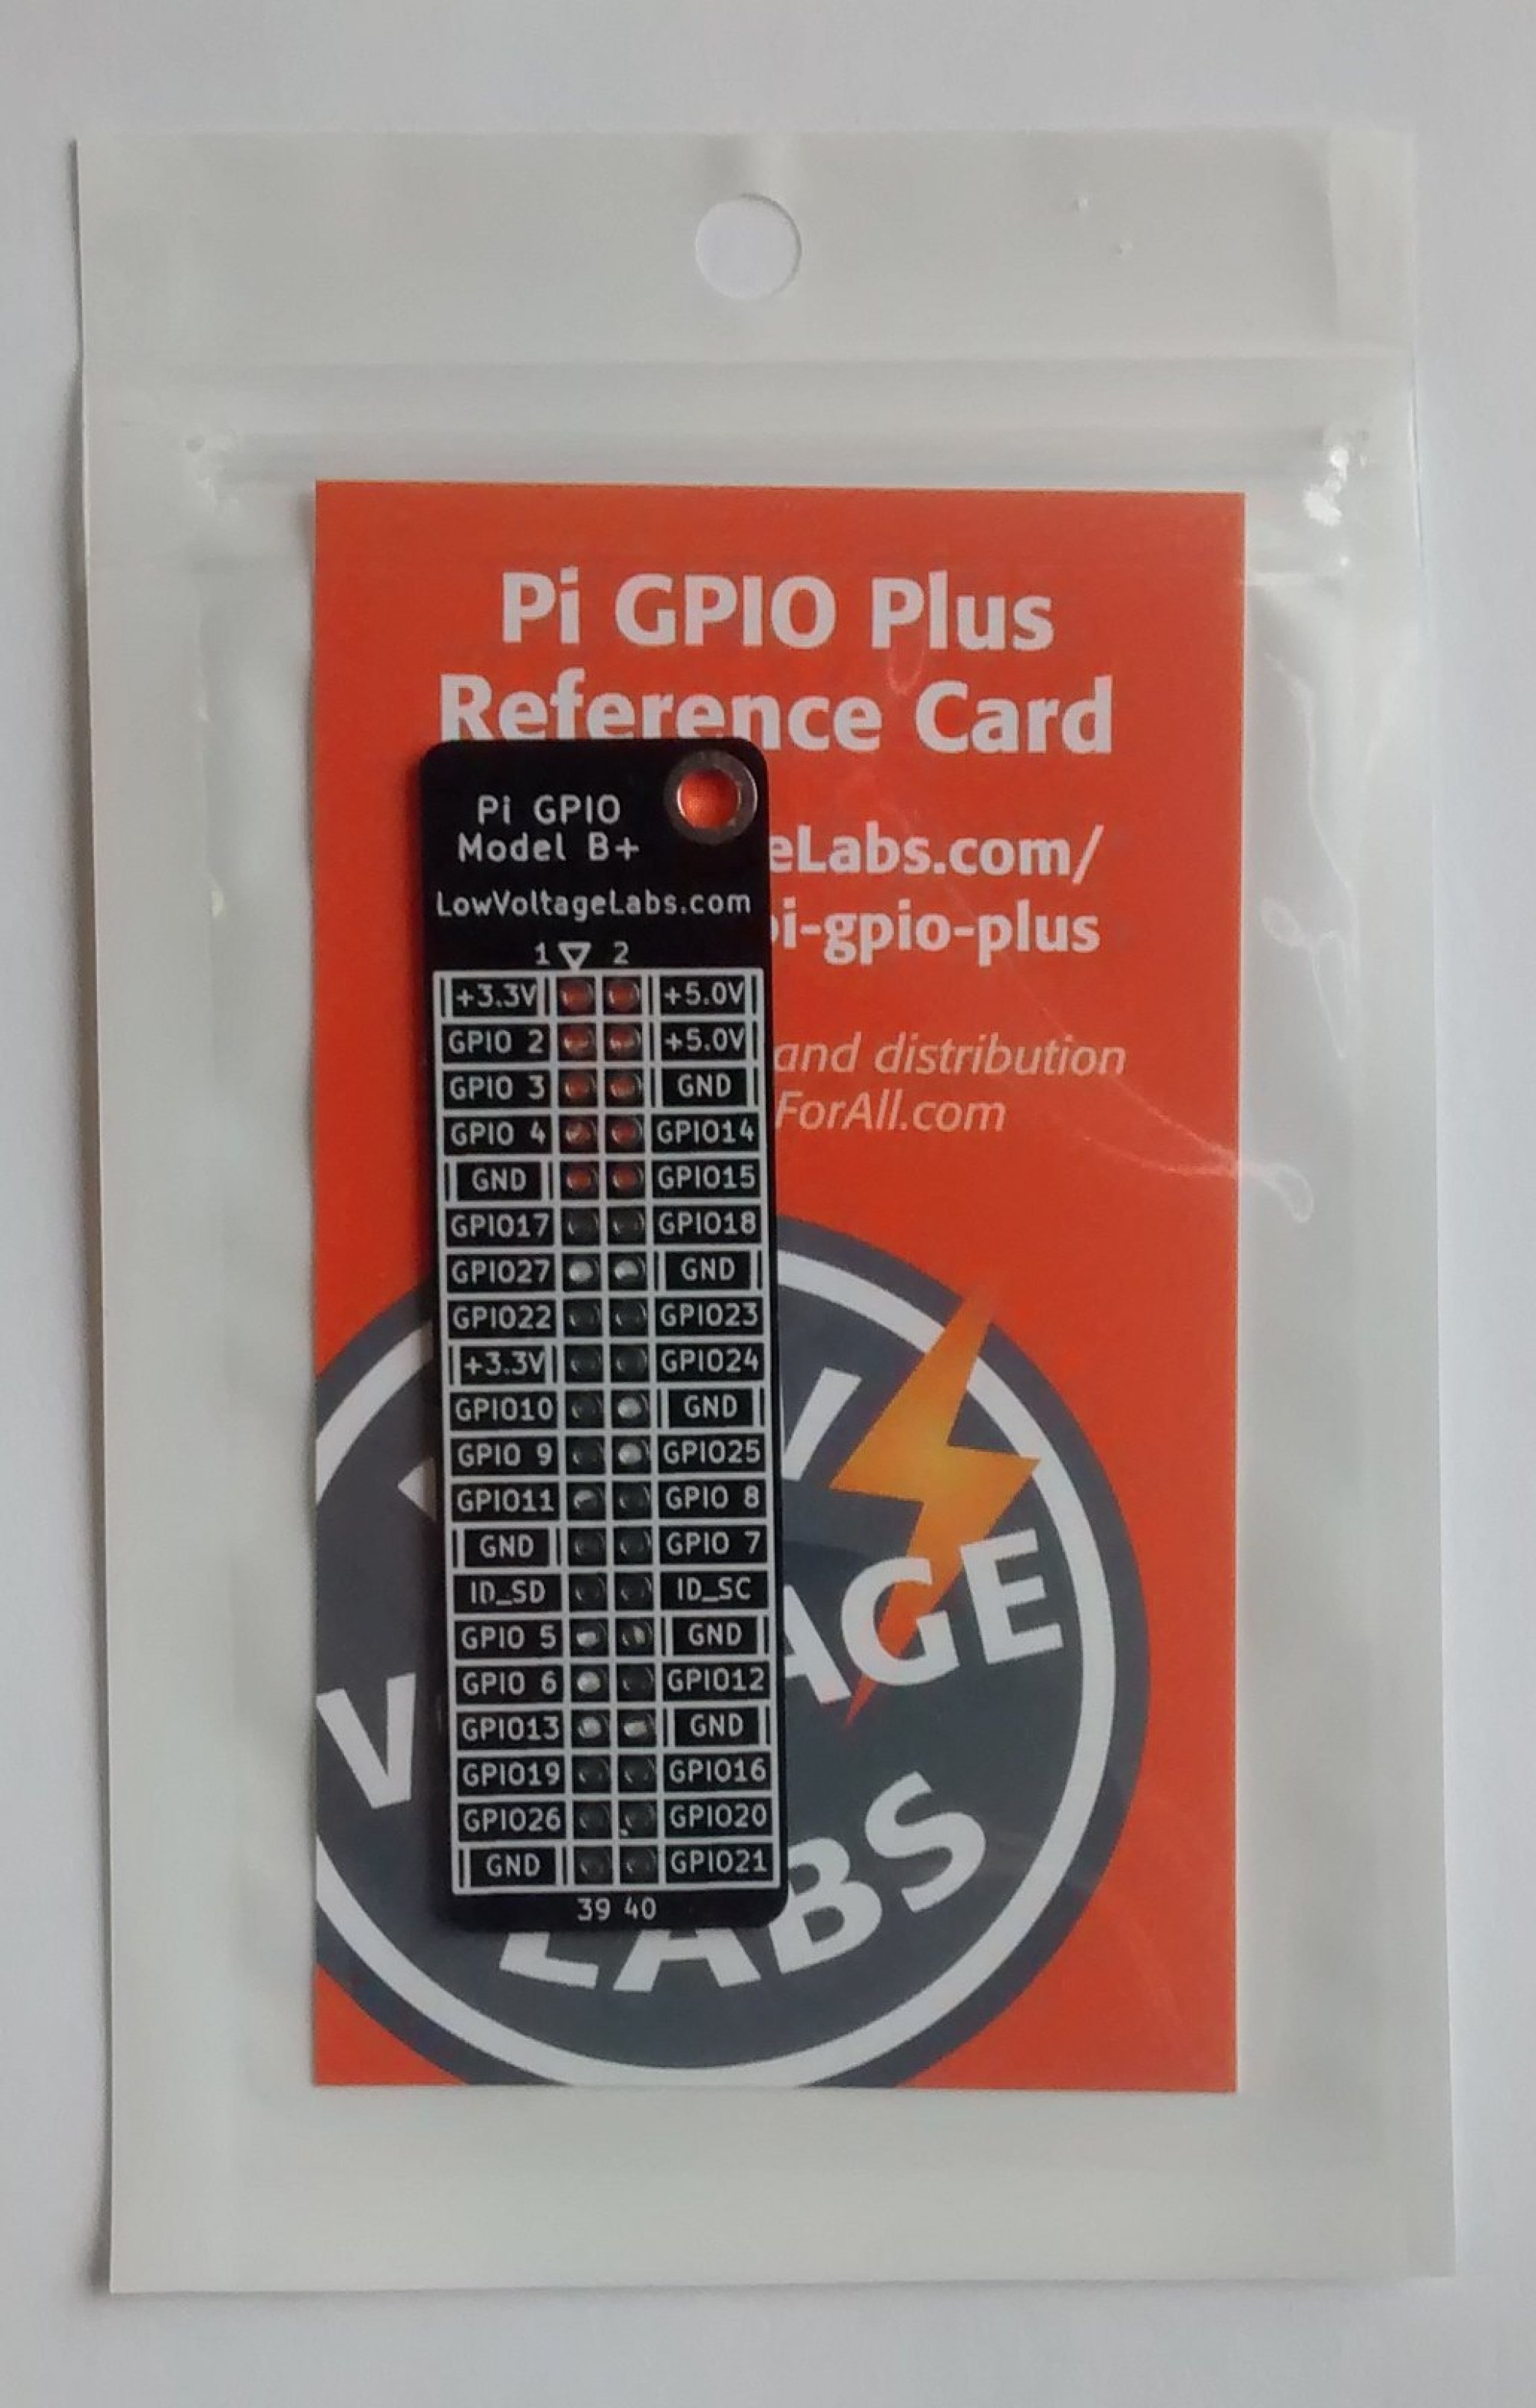 Pi GPIO Plus
Reference Card
eLabs.com/
pi-gpio-plus
and distribution
ForAll.com
Pi GPIO
Model B+
LowVoltageLabs.com
1 2
+3.3V +5.0V
GPIO 2 +5.0V
GPIO 3 GND
GPIO 4 GPIO14
GND GPIO15
GPIO17 GPIO18
GPIO27 GND
GPIO22 GPIO23
+3.3V GPIO24
GPIO10 GND
GPIO 9 GPIO25
GPIO11 GPIO 8
GND GPIO 7
ID_SD ID_SC
GPIO 5 GND
GPIO 6 GPIO12
GPIO13 GND
GPIO19 GPIO16
GPIO26 GPIO20
GND GPIO21
39 40
V AGE
LABS